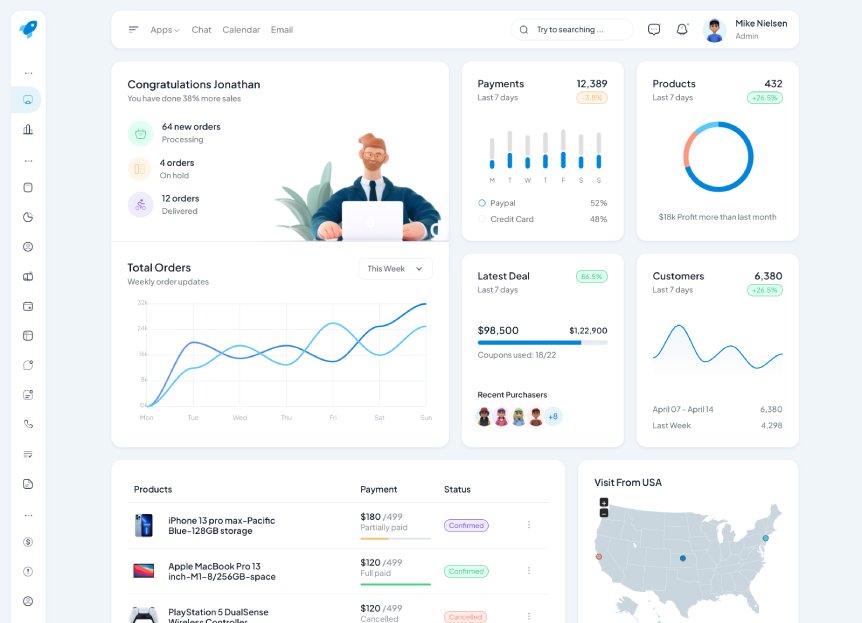 Apps
Chat
Calendar
Email
Try to searching ...
Mike Nielsen
Admin
Congratulations Jonathan
You have done 38% more sales
64 new orders
Processing
4 orders
On hold
12 orders
Delivered
Payments
12,389
Last 7 days
-3.8%
M T W T F S S
Paypal
52%
Credit Card
48%
Products
432
Last 7 days
+26.5%
$18k Profit more than last month
Total Orders
Weekly order updates
This Week
32k
24k
16k
8k
0k
Mon Tue Wed Thu Fri Sat Sun
Latest Deal
86.5%
Last 7 days
$98,500
$1,22,900
Coupons used: 18/22
Recent Purchasers
+8
Customers
6,380
Last 7 days
+26.5%
April 07 - April 14
6,380
Last Week
4,298
Products
Payment
Status
iPhone 13 pro max-Pacific
Blue-128GB storage
$180 /499
Partially paid
Confirmed
Apple MacBook Pro 13
inch-M1-8/256GB-space
$120 /499
Full paid
Confirmed
PlayStation 5 DualSense
Wireless Controller
$120 /499
Cancelled
Cancelled
Visit From USA
+
−